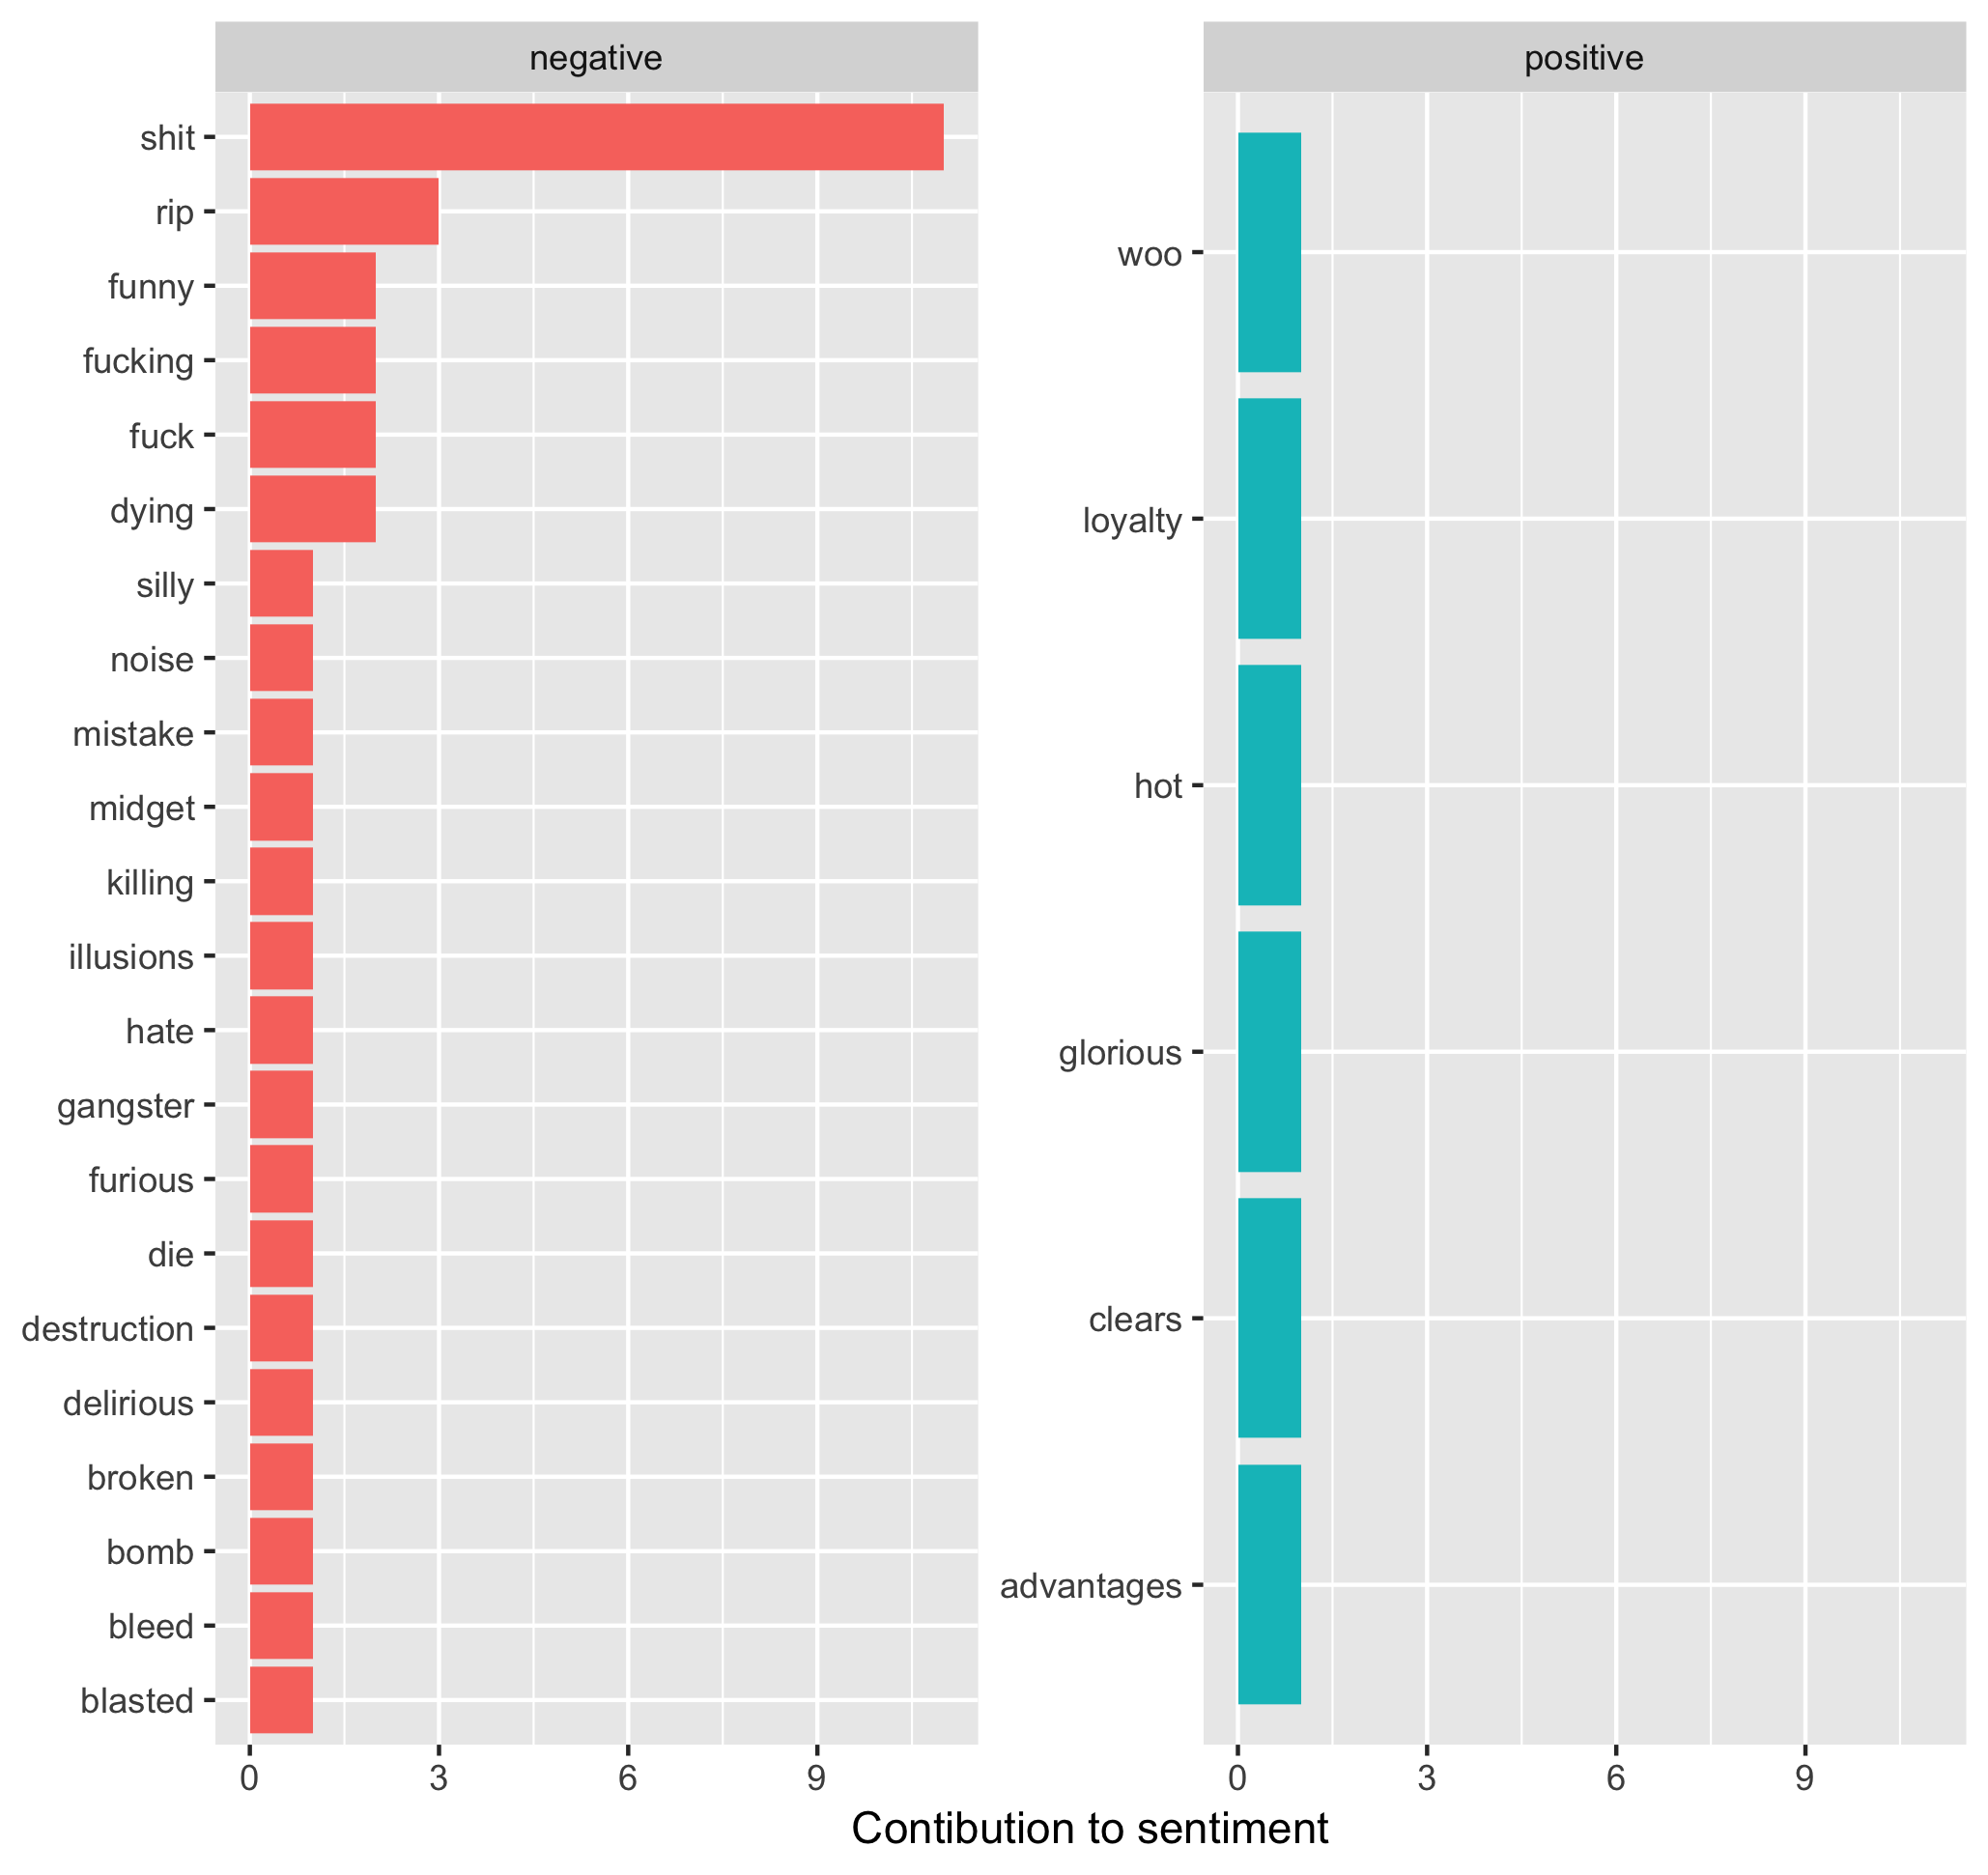 negative
shit
rip
funny
fucking
fuck
dying
silly
noise
mistake
midget
killing
illusions
hate
gangster
furious
die
destruction
delirious
broken
bomb
bleed
blasted
0 3 6 9
positive
woo
loyalty
hot
glorious
clears
advantages
0 3 6 9
Contibution to sentiment